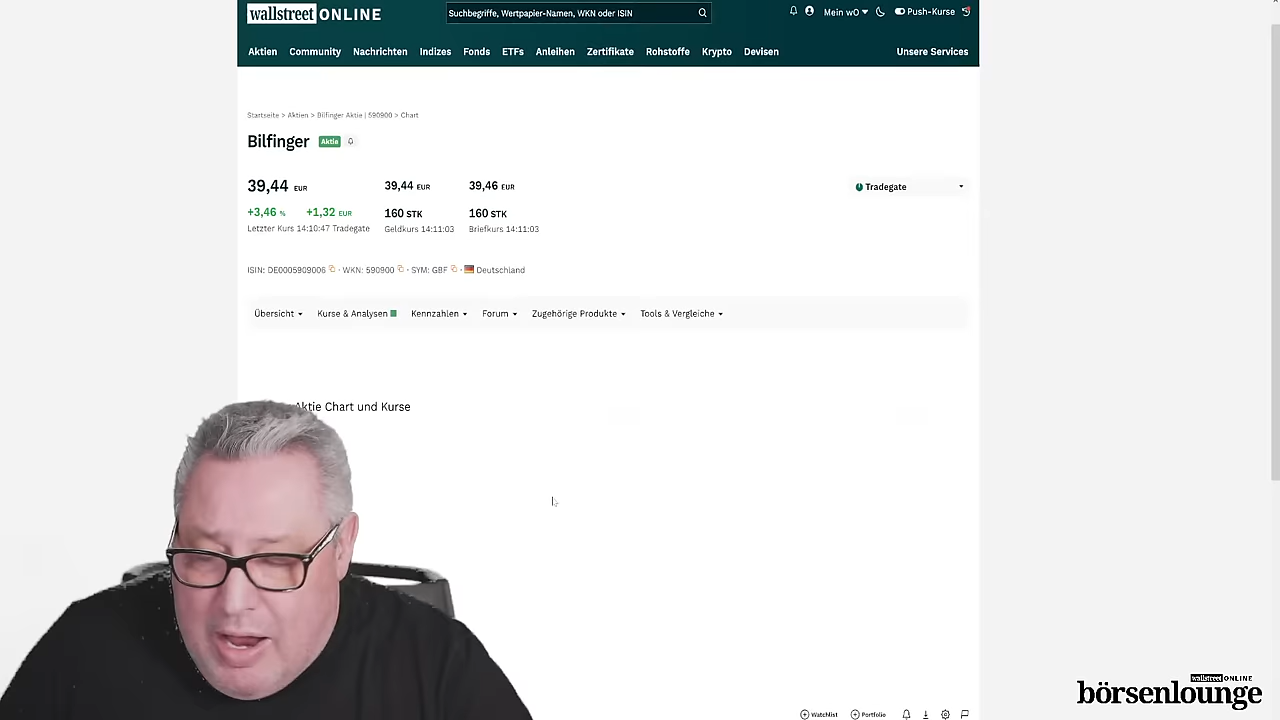 wallstreet ONLINE
Suchbegriffe, Wertpapier-Namen, WKN oder ISIN
Mein wO
Push-Kurse
Aktien Community Nachrichten Indizes Fonds ETFs Anleihen Zertifikate Rohstoffe Krypto Devisen Unsere Services
Startseite > Aktien > Bilfinger Aktie | 590900 > Chart
Bilfinger Aktie
39,44 EUR 39,44 EUR 39,46 EUR
Tradegate
+3,46 % +1,32 EUR 160 STK 160 STK
Letzter Kurs 14:10:47 Tradegate Geldkurs 14:11:03 Briefkurs 14:11:03
ISIN: DE0005909006 · WKN: 590900 · SYM: GBF · Deutschland
Übersicht Kurse & Analysen Kennzahlen Forum Zugehörige Produkte Tools & Vergleiche
Aktie Chart und Kurse
wallstreet ONLINE
börsenlounge
Watchlist Portfolio